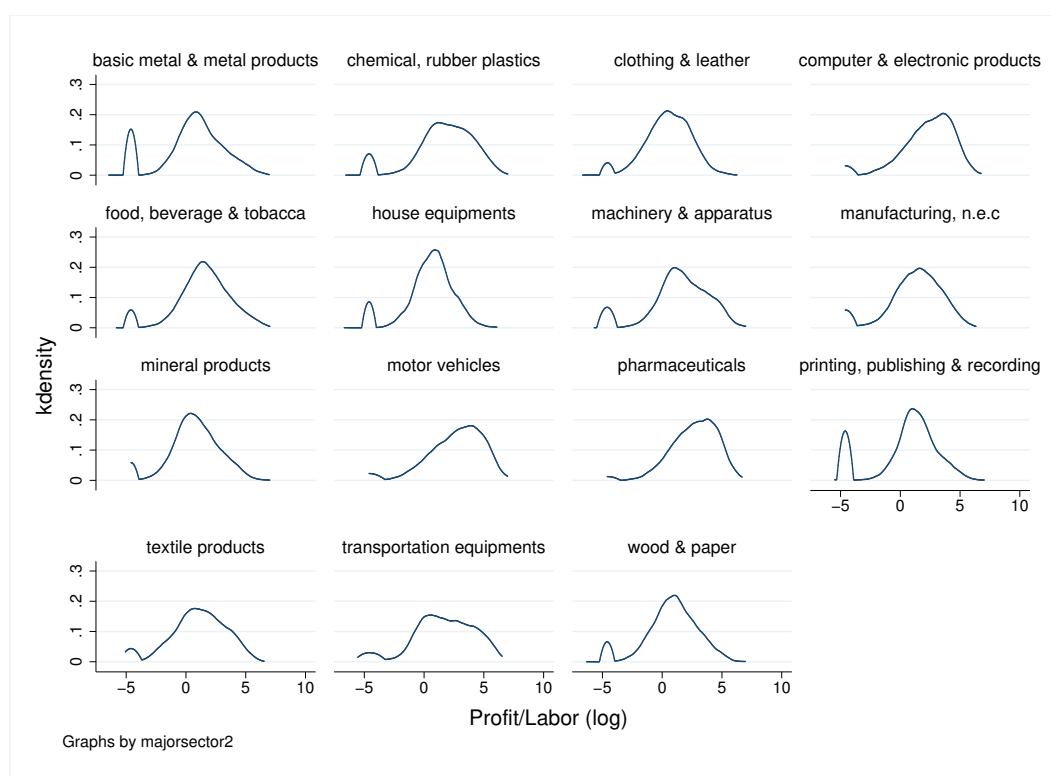 basic metal & metal products chemical, rubber plastics clothing & leather computer & electronic products
.3
.2
.1
0
food, beverage & tobacca house equipments machinery & apparatus manufacturing, n.e.c
.3
.2
.1
0
kdensity
mineral products motor vehicles pharmaceuticals printing, publishing & recording
.3
.2
.1
0
−5 0 5 10
textile products transportation equipments wood & paper
.3
.2
.1
0
−5 0 5 10 −5 0 5 10 −5 0 5 10
Profit/Labor (log)
Graphs by majorsector2